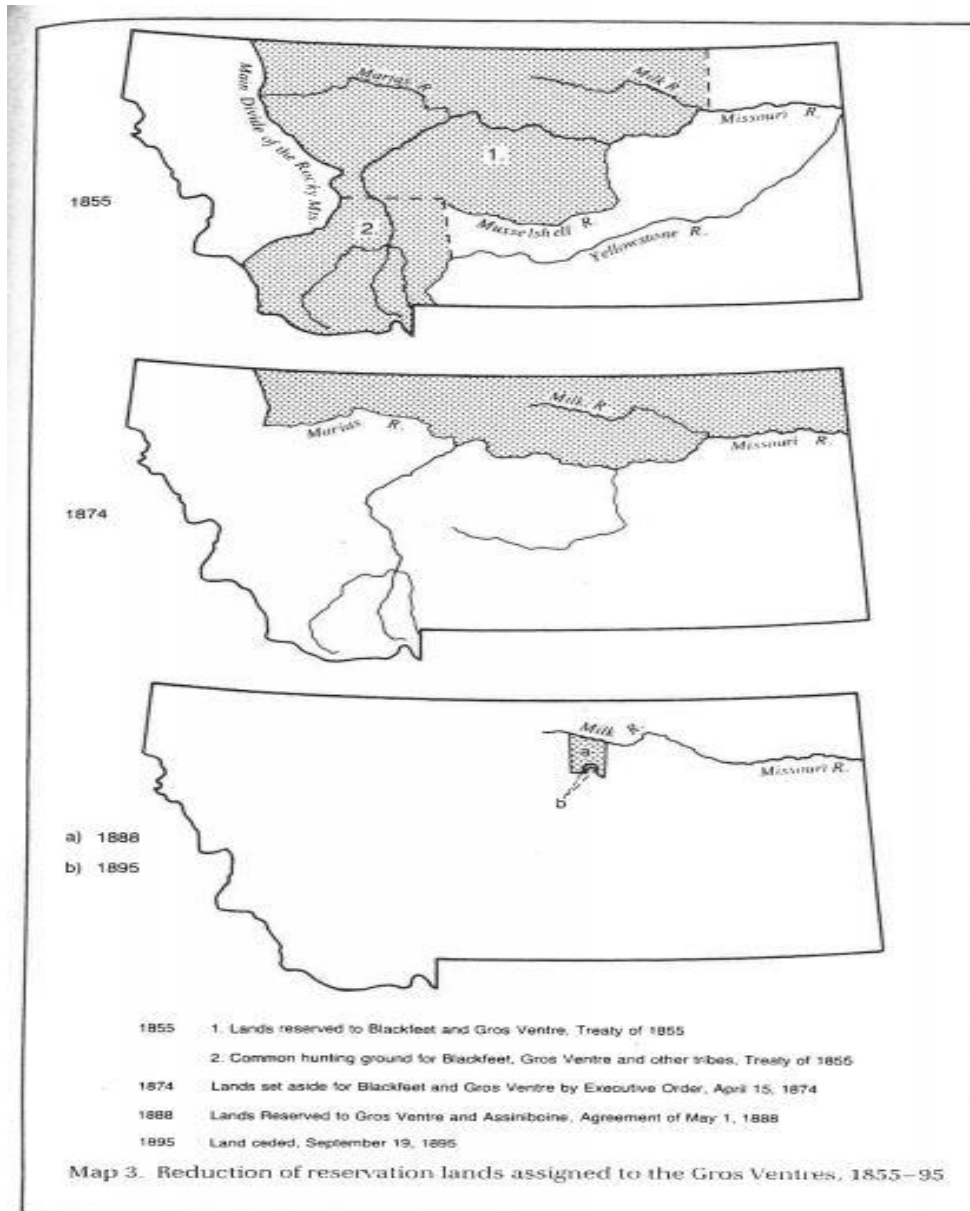 Main Divide of the Rocky Mts.
Marias R.
Milk R.
Missouri R.
1.
1855
2.
Musselshell R.
Yellowstone R.
Milk R.
Marias R.
Missouri R.
1874
Milk R.
a
Missouri R.
b
a) 1888
b) 1895
1855 1. Lands reserved to Blackfeet and Gros Ventre, Treaty of 1855
2. Common hunting ground for Blackfeet, Gros Ventre and other tribes, Treaty of 1855
1874 Lands set aside for Blackfeet and Gros Ventre by Executive Order, April 15, 1874
1888 Lands Reserved to Gros Ventre and Assiniboine, Agreement of May 1, 1888
1895 Land ceded, September 19, 1895
Map 3. Reduction of reservation lands assigned to the Gros Ventres, 1855–95